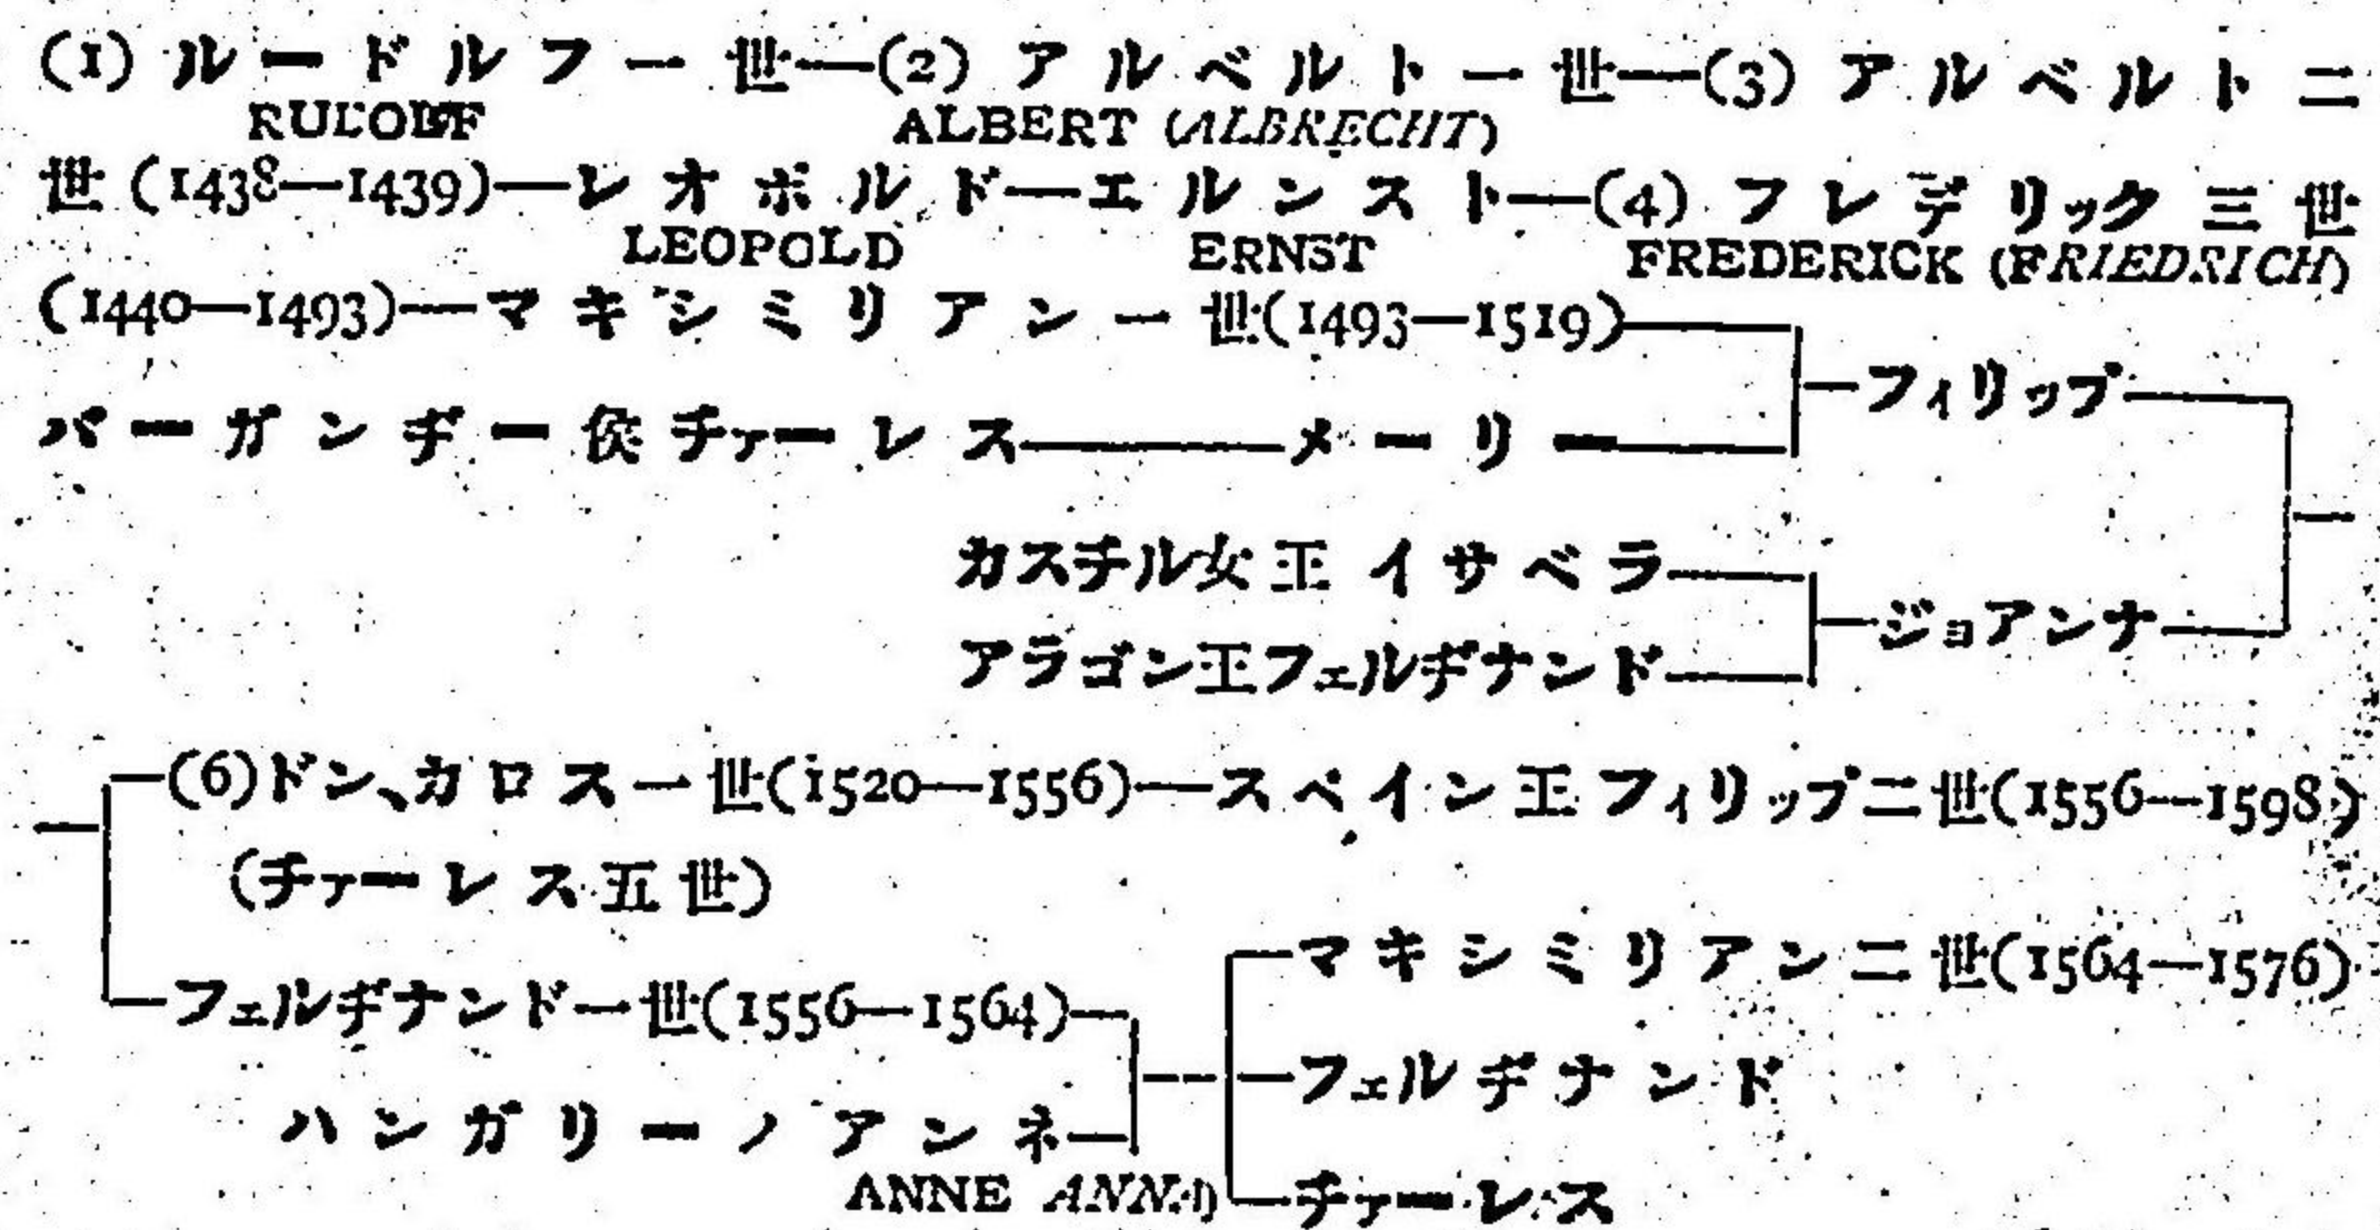 (1) ルードルフ一世—(2) アルベルト一世—(3) アルベルト二
RUDOLF ALBERT (ALBRECHT)
世(1438—1439)—レオポルド—エルンスト—(4) フレデリック三世
LEOPOLD ERNST FREDERICK (FRIEDRICH)
(1440—1493)—マキシミリアン一世(1493—1519)
フィリップ
バーガンヂー侯チァーレス—メーリー
カスチル女王イサベラ
ジョアンナ
アラゴン王フェルヂナンド
(6)ドン、カロス一世(1520—1556)—スペイン王フィリップ二世(1556—1598)
(チァーレス五世)
マキシミリアン二世(1564—1576)
フェルヂナンド一世(1556—1564)
フェルヂナンド
ハンガリーノアンネ
ANNE ANNA)
チァーレス